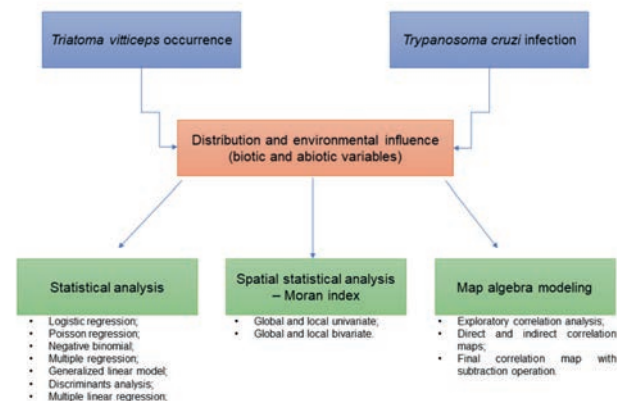 Triatoma vitticeps occurrence
Trypanosoma cruzi infection
Distribution and environmental influence
(biotic and abiotic variables)
Statistical analysis
• Logistic regression;
• Poisson regression;
• Negative binomial;
• Multiple regression;
• Generalized linear model;
• Discriminants analysis;
• Multiple linear regression;
Spatial statistical analysis
– Moran index
• Global and local univariate;
• Global and local bivariate.
Map algebra modeling
• Exploratory correlation analysis;
• Direct and indirect correlation
maps;
• Final correlation map with
subtraction operation.